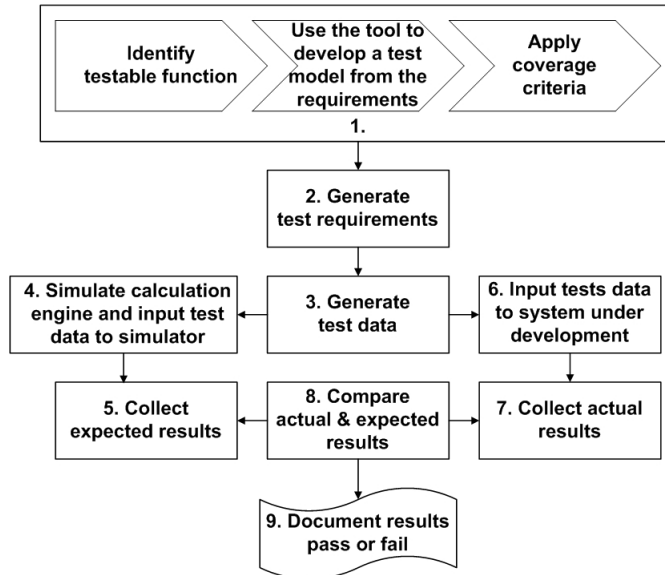 Identify
testable function
Use the tool to
develop a test
model from the
requirements
Apply
coverage
criteria
1.
2. Generate
test requirements
4. Simulate calculation
engine and input test
data to simulator
3. Generate
test data
6. Input tests data
to system under
development
5. Collect
expected results
8. Compare
actual & expected
results
7. Collect actual
results
9. Document results
pass or fail